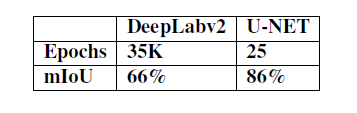 DeepLabv2 U-NET
Epochs 35K 25
mIoU 66% 86%